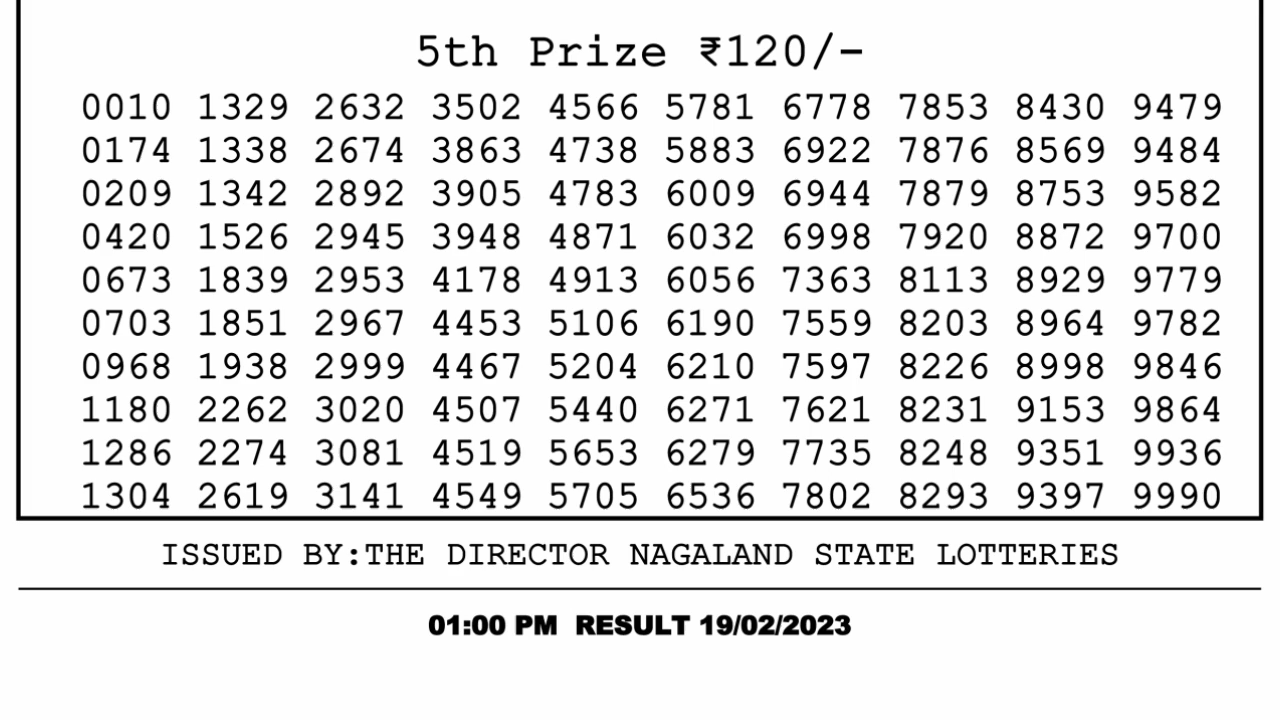 5th Prize ₹120/-
0010 1329 2632 3502 4566 5781 6778 7853 8430 9479
0174 1338 2674 3863 4738 5883 6922 7876 8569 9484
0209 1342 2892 3905 4783 6009 6944 7879 8753 9582
0420 1526 2945 3948 4871 6032 6998 7920 8872 9700
0673 1839 2953 4178 4913 6056 7363 8113 8929 9779
0703 1851 2967 4453 5106 6190 7559 8203 8964 9782
0968 1938 2999 4467 5204 6210 7597 8226 8998 9846
1180 2262 3020 4507 5440 6271 7621 8231 9153 9864
1286 2274 3081 4519 5653 6279 7735 8248 9351 9936
1304 2619 3141 4549 5705 6536 7802 8293 9397 9990
ISSUED BY:THE DIRECTOR NAGALAND STATE LOTTERIES
01:00 PM RESULT 19/02/2023